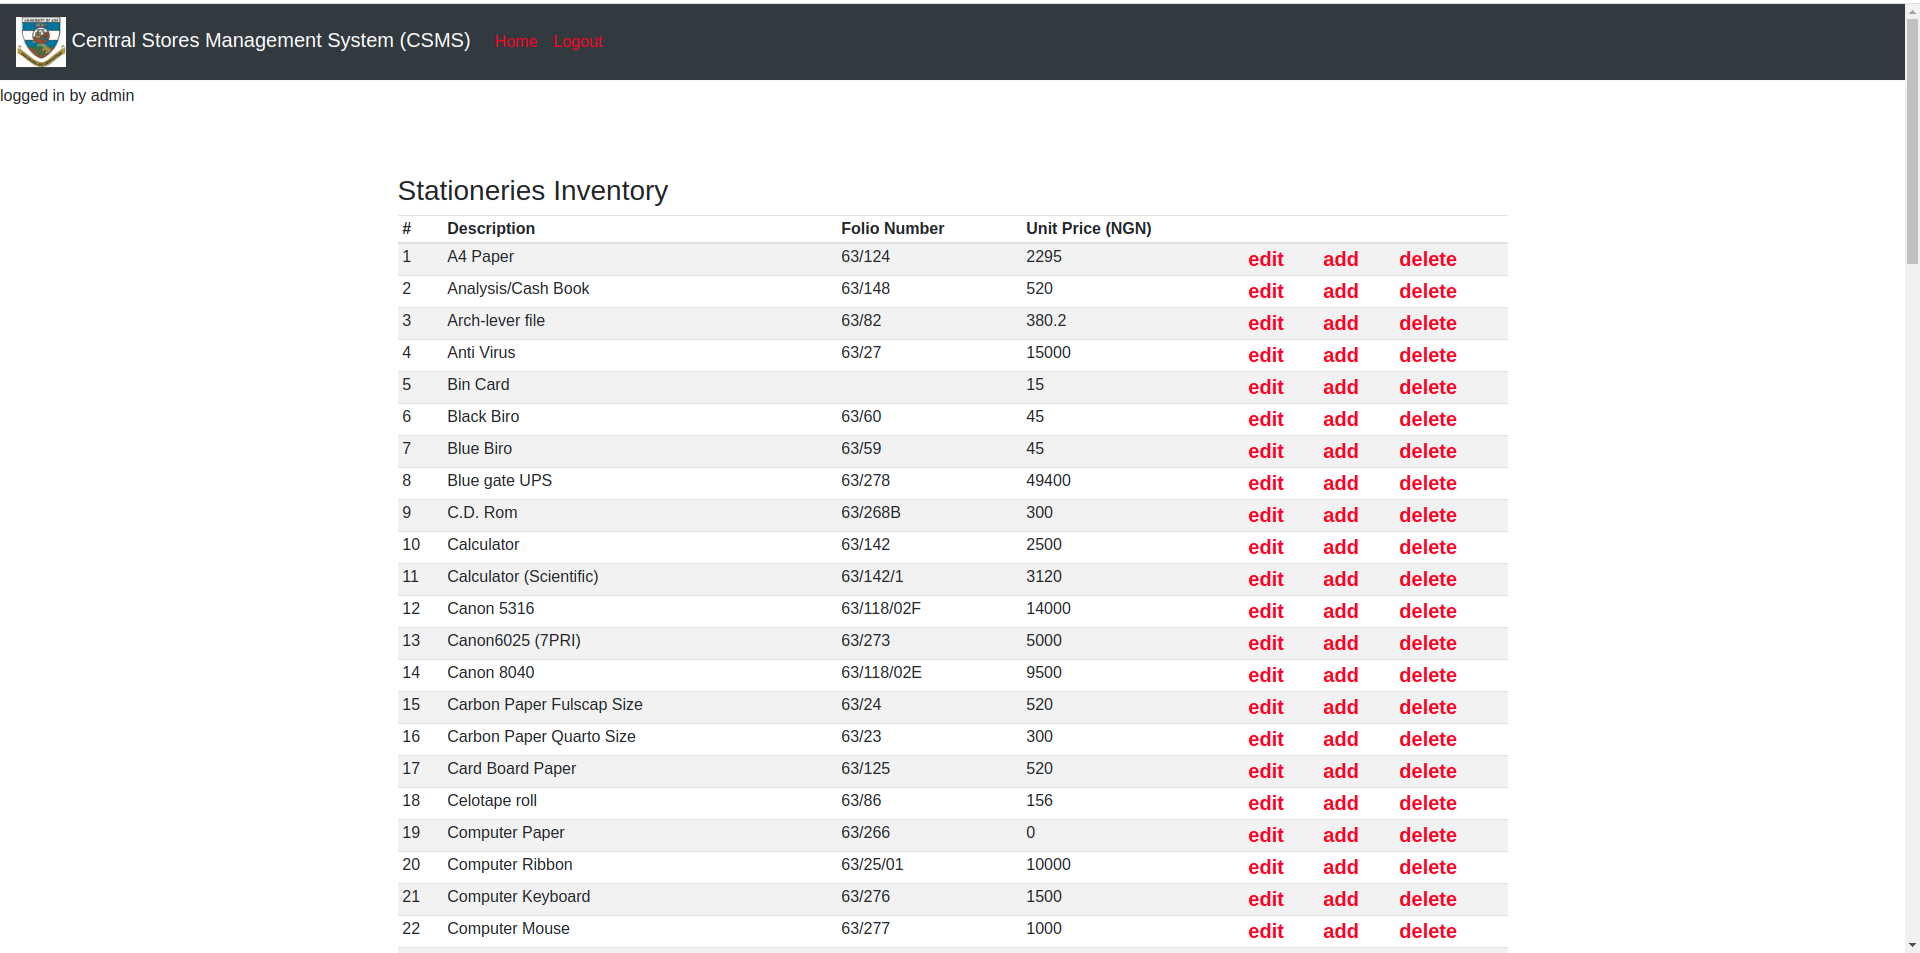 Central Stores Management System (CSMS) Home Logout
logged in by admin
Stationeries Inventory
# Description Folio Number Unit Price (NGN)
1 A4 Paper 63/124 2295 edit add delete
2 Analysis/Cash Book 63/148 520 edit add delete
3 Arch-lever file 63/82 380.2 edit add delete
4 Anti Virus 63/27 15000 edit add delete
5 Bin Card 15 edit add delete
6 Black Biro 63/60 45 edit add delete
7 Blue Biro 63/59 45 edit add delete
8 Blue gate UPS 63/278 49400 edit add delete
9 C.D. Rom 63/268B 300 edit add delete
10 Calculator 63/142 2500 edit add delete
11 Calculator (Scientific) 63/142/1 3120 edit add delete
12 Canon 5316 63/118/02F 14000 edit add delete
13 Canon6025 (7PRI) 63/273 5000 edit add delete
14 Canon 8040 63/118/02E 9500 edit add delete
15 Carbon Paper Fulscap Size 63/24 520 edit add delete
16 Carbon Paper Quarto Size 63/23 300 edit add delete
17 Card Board Paper 63/125 520 edit add delete
18 Celotape roll 63/86 156 edit add delete
19 Computer Paper 63/266 0 edit add delete
20 Computer Ribbon 63/25/01 10000 edit add delete
21 Computer Keyboard 63/276 1500 edit add delete
22 Computer Mouse 63/277 1000 edit add delete